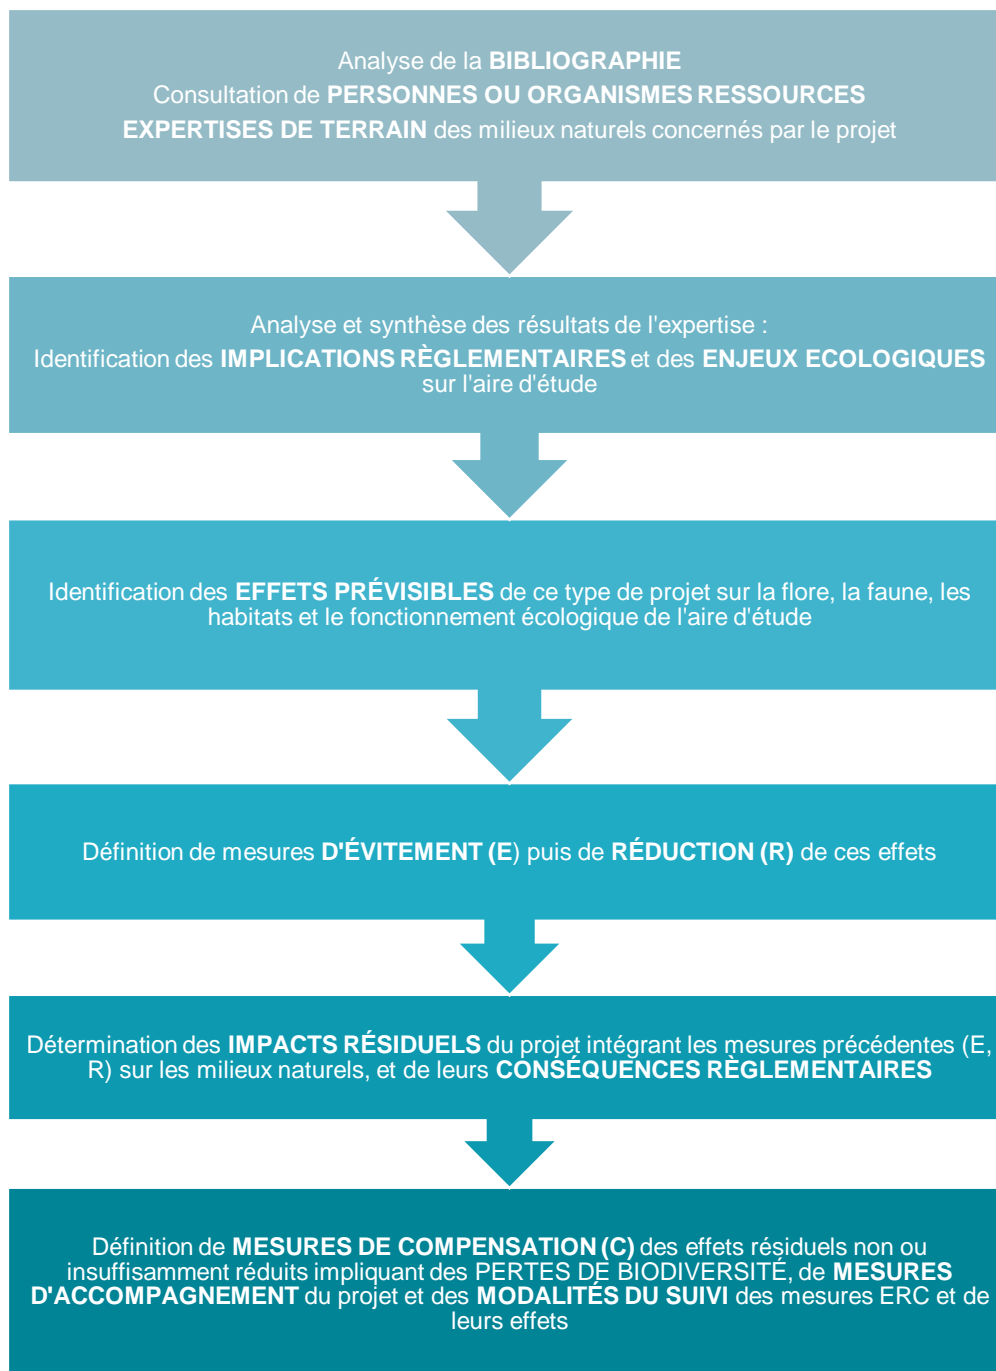 Analyse de la BIBLIOGRAPHIE
Consultation de PERSONNES OU ORGANISMES RESSOURCES
EXPERTISES DE TERRAIN des milieux naturels concernés par le projet
Analyse et synthèse des résultats de l'expertise :
Identification des IMPLICATIONS RÈGLEMENTAIRES et des ENJEUX ECOLOGIQUES
sur l'aire d'étude
Identification des EFFETS PRÉVISIBLES de ce type de projet sur la flore, la faune, les
habitats et le fonctionnement écologique de l'aire d'étude
Définition de mesures D'ÉVITEMENT (E) puis de RÉDUCTION (R) de ces effets
Détermination des IMPACTS RÉSIDUELS du projet intégrant les mesures précédentes (E,
R) sur les milieux naturels, et de leurs CONSÉQUENCES RÈGLEMENTAIRES
Définition de MESURES DE COMPENSATION (C) des effets résiduels non ou
insuffisamment réduits impliquant des PERTES DE BIODIVERSITÉ, de MESURES
D'ACCOMPAGNEMENT du projet et des MODALITÉS DU SUIVI des mesures ERC et de
leurs effets